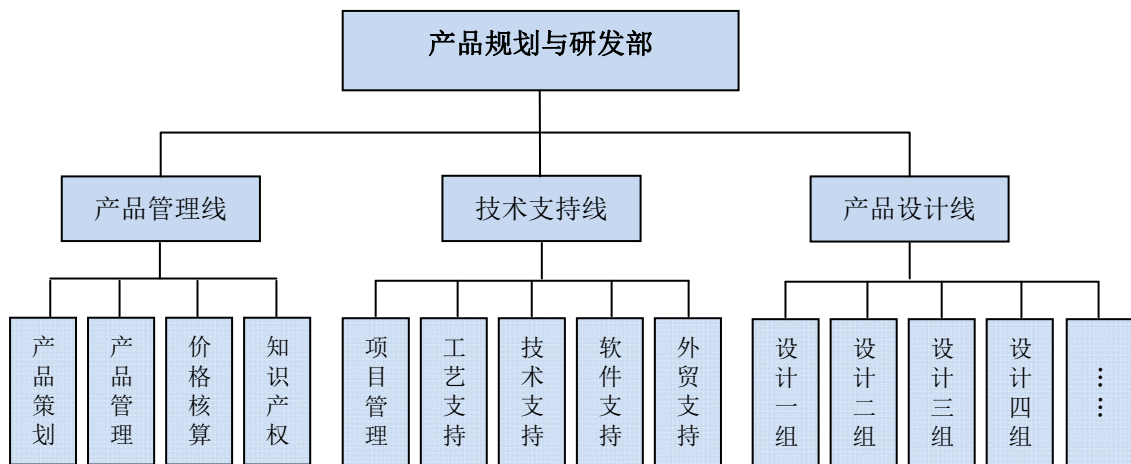 产品规划与研发部
产品管理线
技术支持线
产品设计线
产品策划
产品管理
价格核算
知识产权
项目管理
工艺支持
技术支持
软件支持
外贸支持
设计一组
设计二组
设计三组
设计四组
……